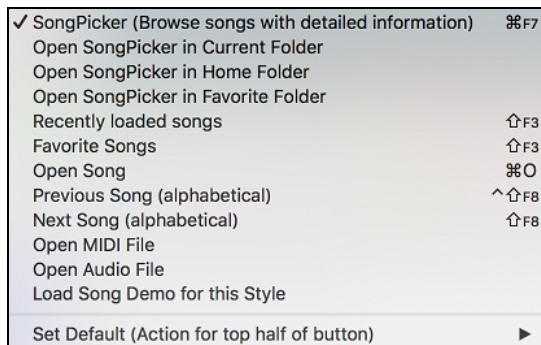 ✓ SongPicker (Browse songs with detailed information) ⌘F7
Open SongPicker in Current Folder
Open SongPicker in Home Folder
Open SongPicker in Favorite Folder
Recently loaded songs ⇧F3
Favorite Songs ⇧F3
Open Song ⌘O
Previous Song (alphabetical) ^⇧F8
Next Song (alphabetical) ⇧F8
Open MIDI File
Open Audio File
Load Song Demo for this Style
Set Default (Action for top half of button) ▶